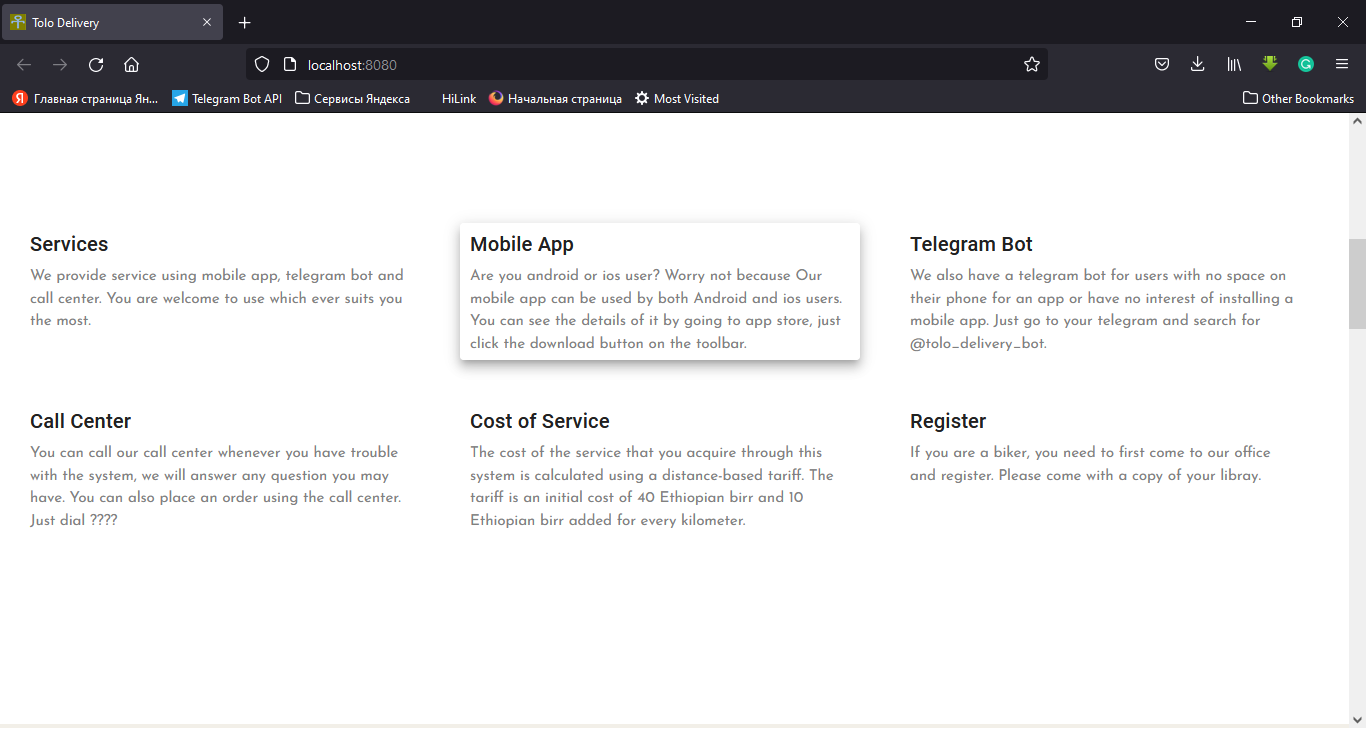 Tolo Delivery
localhost:8080
Главная страница Ян...
Telegram Bot API
Сервисы Яндекса
HiLink
Начальная страница
Most Visited
Other Bookmarks
Services
We provide service using mobile app, telegram bot and
call center. You are welcome to use which ever suits you
the most.
Mobile App
Are you android or ios user? Worry not because Our
mobile app can be used by both Android and ios users.
You can see the details of it by going to app store, just
click the download button on the toolbar.
Telegram Bot
We also have a telegram bot for users with no space on
their phone for an app or have no interest of installing a
mobile app. Just go to your telegram and search for
@tolo_delivery_bot.
Call Center
You can call our call center whenever you have trouble
with the system, we will answer any question you may
have. You can also place an order using the call center.
Just dial ????
Cost of Service
The cost of the service that you acquire through this
system is calculated using a distance-based tariff. The
tariff is an initial cost of 40 Ethiopian birr and 10
Ethiopian birr added for every kilometer.
Register
If you are a biker, you need to first come to our office
and register. Please come with a copy of your libray.